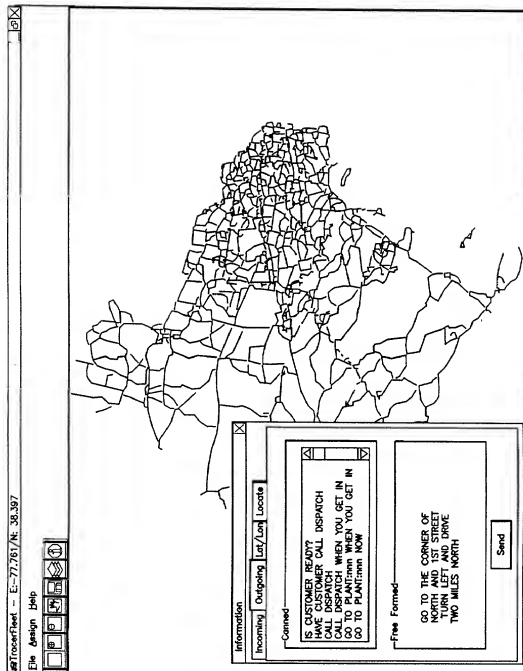 TracerFleet - E:-77.761/N: 38.397
File Assign Help
Information
Incoming Outgoing Lat/Lon Locate
Canned
IS CUSTOMER READY?
HAVE CUSTOMER CALL DISPATCH
CALL DISPATCH
CALL DISPATCH WHEN YOU GET IN
GO TO PLANT:nnn WHEN YOU GET IN
GO TO PLANT:nnn NOW
Free Formed
GO TO THE CORNER OF
NORTH AND 1ST STREET
TURN LEFT AND DRIVE
TWO MILES NORTH
Send